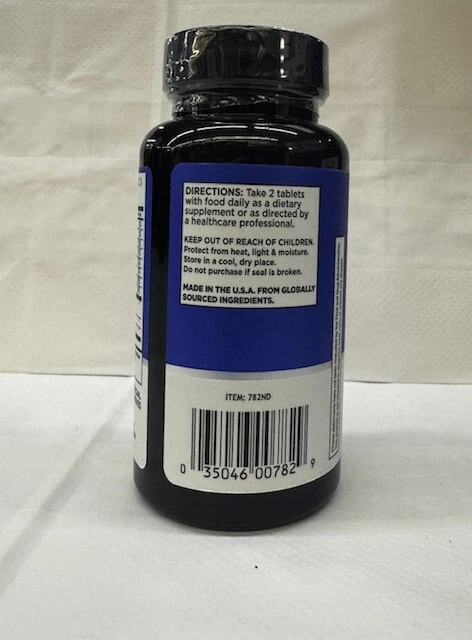 DIRECTIONS: Take 2 tablets
with food daily as a dietary
supplement or as directed by
a healthcare professional.
KEEP OUT OF REACH OF CHILDREN.
Protect from heat, light & moisture.
Store in a cool, dry place.
Do not purchase if seal is broken.
MADE IN THE U.S.A. FROM GLOBALLY
SOURCED INGREDIENTS.
ITEM: 782ND
0 35046 00782 9